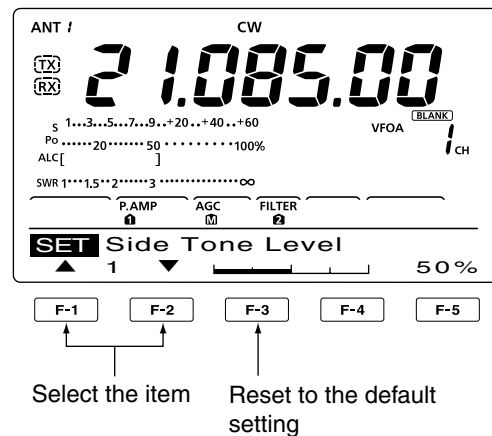 ANT 1 CW
TX
RX
21.085.00
S 1...3...5...7...9..+20..+40..+60
VFOA BLANK
1 CH
Po ......20........ 50 ..........100%
ALC[ ]
SWR 1....1.5..2.....3 ................∞
P.AMP AGC FILTER
1 M 2
SET Side Tone Level
▲ 1 ▼ 50%
F-1 F-2 F-3 F-4 F-5
Select the item
Reset to the default
setting